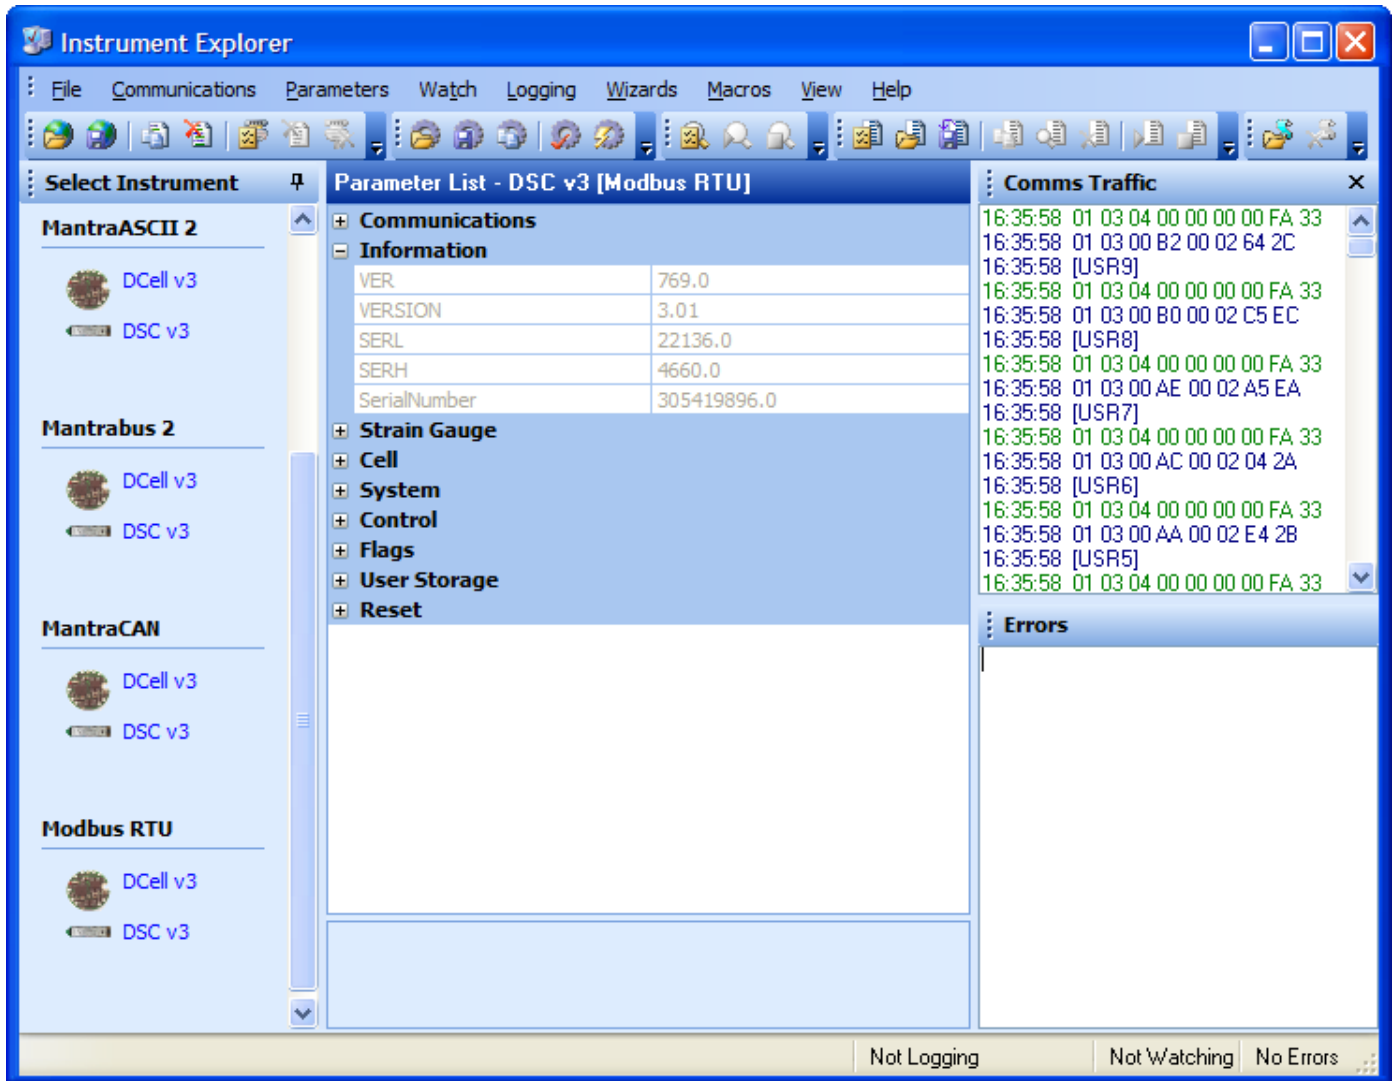 Instrument Explorer
File Communications Parameters Watch Logging Wizards Macros View Help
Select Instrument
MantraASCII 2
DCell v3
DSC v3
Mantrabus 2
DCell v3
DSC v3
MantraCAN
DCell v3
DSC v3
Modbus RTU
DCell v3
DSC v3
Parameter List - DSC v3 [Modbus RTU]
Communications
Information
VER 769.0
VERSION 3.01
SERL 22136.0
SERH 4660.0
SerialNumber 305419896.0
Strain Gauge
Cell
System
Control
Flags
User Storage
Reset
Comms Traffic
16:35:58 01 03 04 00 00 00 00 FA 33
16:35:58 01 03 00 B2 00 02 64 2C
16:35:58 [USR9]
16:35:58 01 03 04 00 00 00 00 FA 33
16:35:58 01 03 00 B0 00 02 C5 EC
16:35:58 [USR8]
16:35:58 01 03 04 00 00 00 00 FA 33
16:35:58 01 03 00 AE 00 02 A5 EA
16:35:58 [USR7]
16:35:58 01 03 04 00 00 00 00 FA 33
16:35:58 01 03 00 AC 00 02 04 2A
16:35:58 [USR6]
16:35:58 01 03 04 00 00 00 00 FA 33
16:35:58 01 03 00 AA 00 02 E4 2B
16:35:58 [USR5]
16:35:58 01 03 04 00 00 00 00 FA 33
Errors
Not Logging Not Watching No Errors